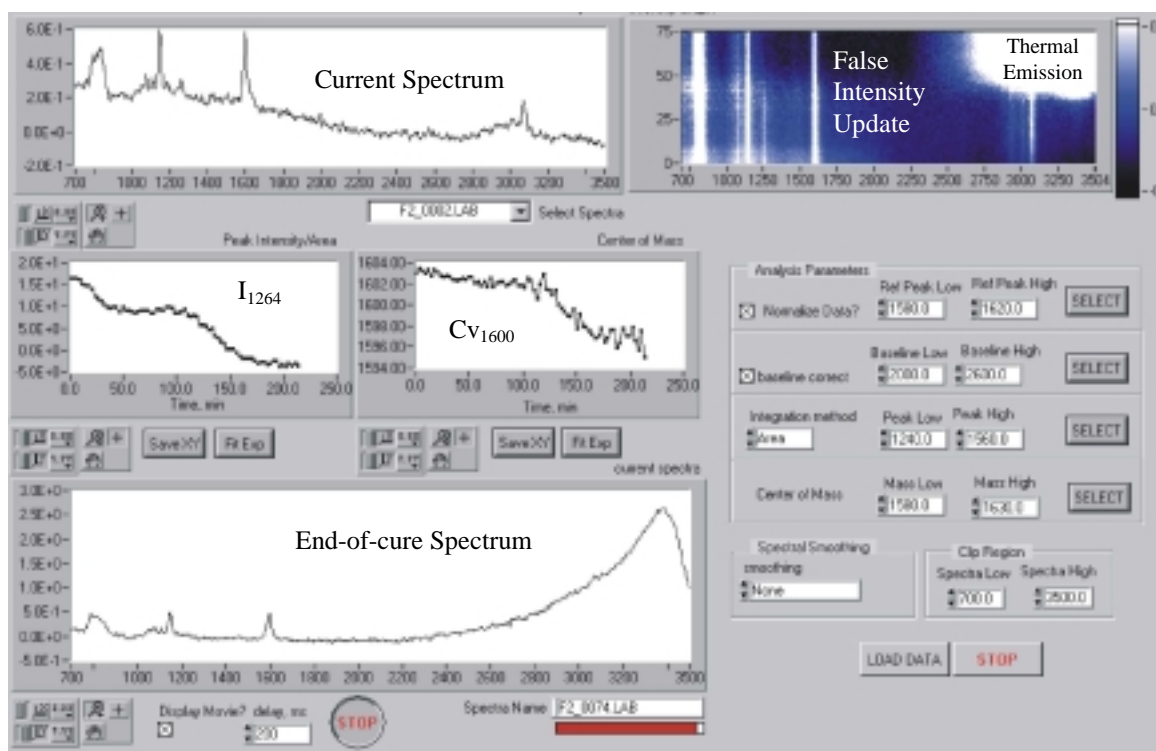 6.0E-1
4.0E-1
2.0E-1
0.0E+0
-2.0E-1
700 1000 1200 1400 1600 1800 2000 2200 2400 2600 2800 3000 3200 3500
Current Spectrum
75
50
25
0
700 1000 1250 1500 1750 2000 2250 2500 2750 3000 3250 3504
False
Intensity
Update
Thermal
Emission
F2_0002.LAB Select Spectra
Peak Intensity/Area
2.0E+1
1.5E+1
1.0E+1
5.0E+0
0.0E+0
-5.0E+0
0.0 50.0 100.0 150.0 200.0 250.0
Time, min
I1264
Center of Mass
1604.00
1602.00
1600.00
1598.00
1596.00
1594.00
0.0 50.0 100.0 150.0 200.0 250.0
Time, min
Cv1600
Save XY Fit Exp
Save XY Fit Exp
current spectra
3.0E+0
2.5E+0
2.0E+0
1.5E+0
1.0E+0
5.0E-1
0.0E+0
-5.0E-1
700 1000 1200 1400 1600 1800 2000 2200 2400 2600 2800 3000 3200 3500
End-of-cure Spectrum
Display Movie? delay, ms
200
STOP
Spectra Name F2_0074.LAB
Analysis Parameters
Ref Peak Low Ref Peak High
Normalize Data? 1580.0 1620.0 SELECT
Baseline Low Baseline High
baseline correct 2000.0 2600.0 SELECT
Integration method Peak Low Peak High
Area 1240.0 1560.0 SELECT
Center of Mass Mass Low Mass High
1580.0 1630.0 SELECT
Spectral Smoothing
smoothing
None
Clip Region
Spectra Low Spectra High
700.0 3500.0
LOAD DATA STOP